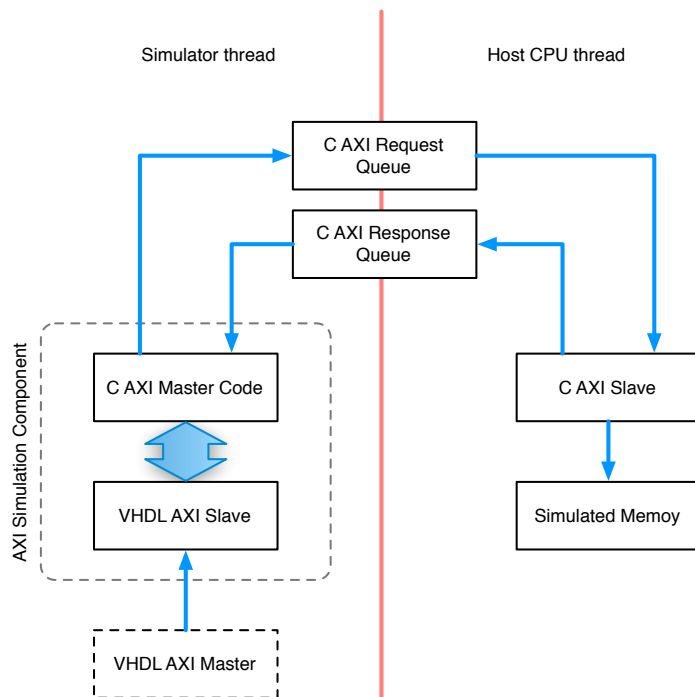 Simulator thread
Host CPU thread
C AXI Request
Queue
C AXI Response
Queue
AXI Simulation Component
C AXI Master Code
C AXI Slave
VHDL AXI Slave
Simulated Memoy
VHDL AXI Master